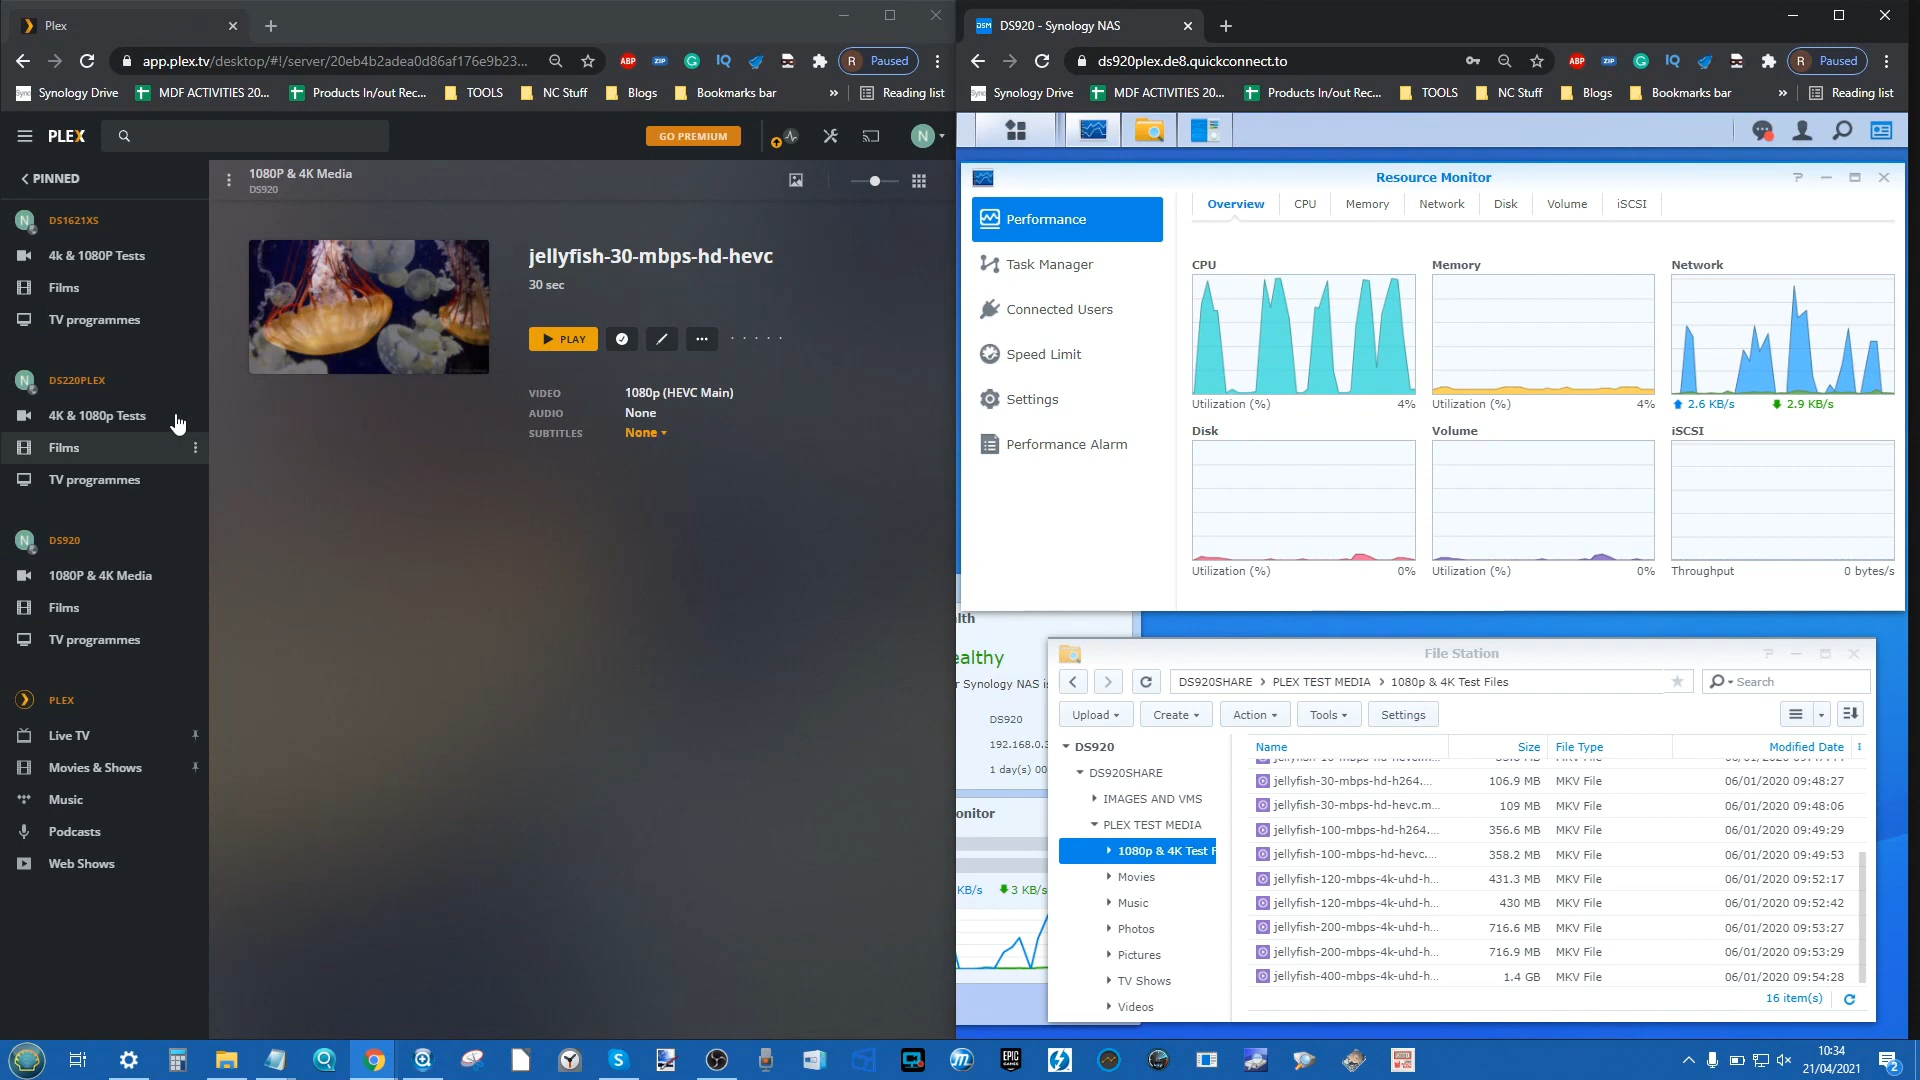 Plex
app.plex.tv/desktop/#!/server/20eb4b2adea0d86af176e9b23...
ABP
ZIP
IQ
R Paused
Synology Drive
MDF ACTIVITIES 20...
Products In/out Rec...
TOOLS
NC Stuff
Blogs
Bookmarks bar
»
Reading list
PLEX
GO PREMIUM
N
PINNED
N DS1621XS
4k & 1080P Tests
Films
TV programmes
N DS220PLEX
4K & 1080p Tests
Films
TV programmes
N DS920
1080P & 4K Media
Films
TV programmes
PLEX
Live TV
Movies & Shows
Music
Podcasts
Web Shows
1080P & 4K Media
DS920
jellyfish-30-mbps-hd-hevc
30 sec
PLAY
VIDEO 1080p (HEVC Main)
AUDIO None
SUBTITLES None
DSM DS920 - Synology NAS
ds920plex.de8.quickconnect.to
ABP
ZIP
IQ
R Paused
Synology Drive
MDF ACTIVITIES 20...
Products In/out Rec...
TOOLS
NC Stuff
Blogs
Bookmarks bar
»
Reading list
Resource Monitor
Performance
Task Manager
Connected Users
Speed Limit
Settings
Performance Alarm
Overview CPU Memory Network Disk Volume iSCSI
CPU
Utilization (%) 4%
Memory
Utilization (%) 4%
Network
2.6 KB/s 2.9 KB/s
Disk
Utilization (%) 0%
Volume
Utilization (%) 0%
iSCSI
Throughput 0 bytes/s
lth
ealthy
r Synology NAS is
DS920
192.168.0.3
1 day(s) 00
onitor
KB/s 3 KB/s
File Station
DS920SHARE > PLEX TEST MEDIA > 1080p & 4K Test Files
Search
Upload Create Action Tools Settings
DS920
DS920SHARE
IMAGES AND VMS
PLEX TEST MEDIA
1080p & 4K Test F
Movies
Music
Photos
Pictures
TV Shows
Videos
Name Size File Type Modified Date
jellyfish-30-mbps-hd-h264.... 106.9 MB MKV File 06/01/2020 09:48:27
jellyfish-30-mbps-hd-hevc.m... 109 MB MKV File 06/01/2020 09:48:06
jellyfish-100-mbps-hd-h264.... 356.6 MB MKV File 06/01/2020 09:49:29
jellyfish-100-mbps-hd-hevc.... 358.2 MB MKV File 06/01/2020 09:49:53
jellyfish-120-mbps-4k-uhd-h... 431.3 MB MKV File 06/01/2020 09:52:17
jellyfish-120-mbps-4k-uhd-h... 430 MB MKV File 06/01/2020 09:52:42
jellyfish-200-mbps-4k-uhd-h... 716.6 MB MKV File 06/01/2020 09:53:27
jellyfish-200-mbps-4k-uhd-h... 716.9 MB MKV File 06/01/2020 09:53:29
jellyfish-400-mbps-4k-uhd-h... 1.4 GB MKV File 06/01/2020 09:54:28
16 item(s)
EPIC
GAMES
10:34
21/04/2021
2